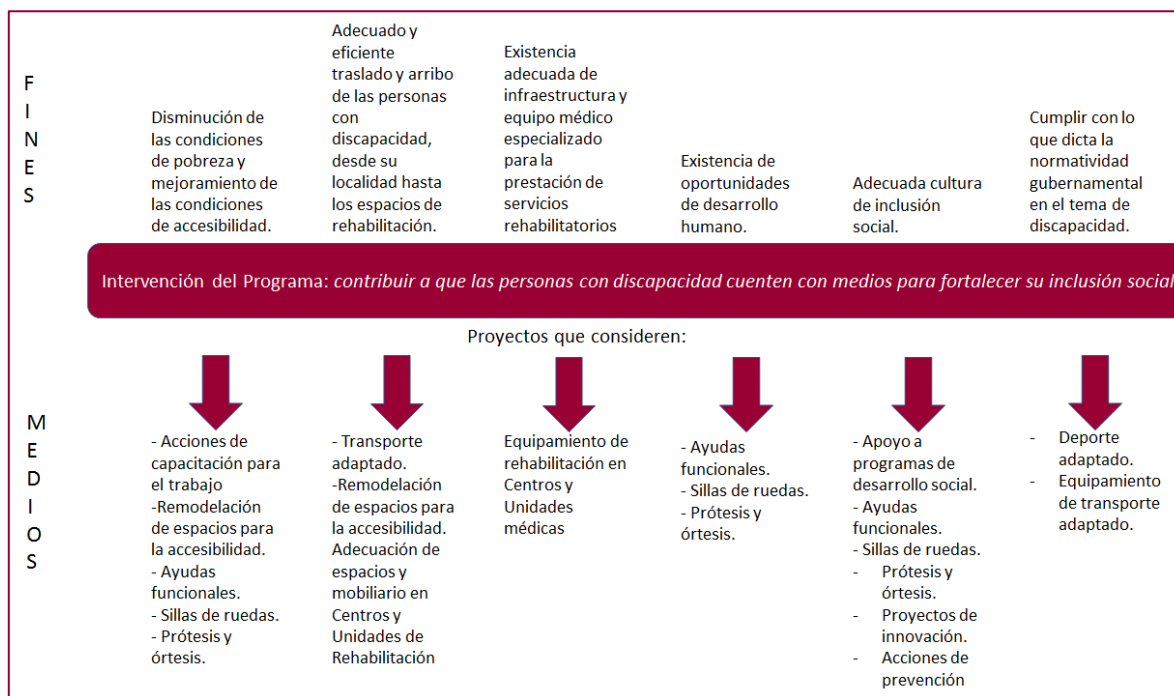 FINES
Disminución de
las condiciones
de pobreza y
mejoramiento de
las condiciones
de accesibilidad.
Adecuado y
eficiente
traslado y arribo
de las personas
con
discapacidad,
desde su
localidad hasta
los espacios de
rehabilitación.
Existencia
adecuada de
infraestructura y
equipo médico
especializado
para la
prestación de
servicios
rehabilitatorios
Existencia de
oportunidades
de desarrollo
humano.
Adecuada cultura
de inclusión
social.
Cumplir con lo
que dicta la
normatividad
gubernamental
en el tema de
discapacidad.
Intervención del Programa: contribuir a que las personas con discapacidad cuenten con medios para fortalecer su inclusión social
Proyectos que consideren:
MEDIOS
- Acciones de
capacitación para
el trabajo
-Remodelación
de espacios para
la accesibilidad.
- Ayudas
funcionales.
- Sillas de ruedas.
- Prótesis y
órtesis.
- Transporte
adaptado.
-Remodelación
de espacios para
la accesibilidad.
Adecuación de
espacios y
mobiliario en
Centros y
Unidades de
Rehabilitación
Equipamiento de
rehabilitación en
Centros y
Unidades
médicas
- Ayudas
funcionales.
- Sillas de ruedas.
- Prótesis y
órtesis.
- Apoyo a
programas de
desarrollo social.
- Ayudas
funcionales.
- Sillas de ruedas.
- Prótesis y
órtesis.
- Proyectos de
innovación.
- Acciones de
prevención
- Deporte
adaptado.
- Equipamiento
de transporte
adaptado.